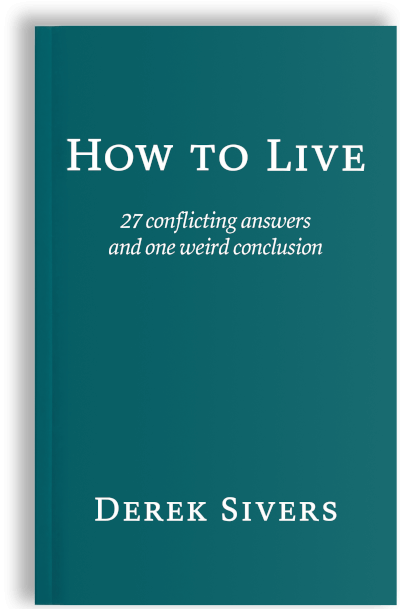 How to Live
27 conflicting answers
and one weird conclusion
Derek Sivers